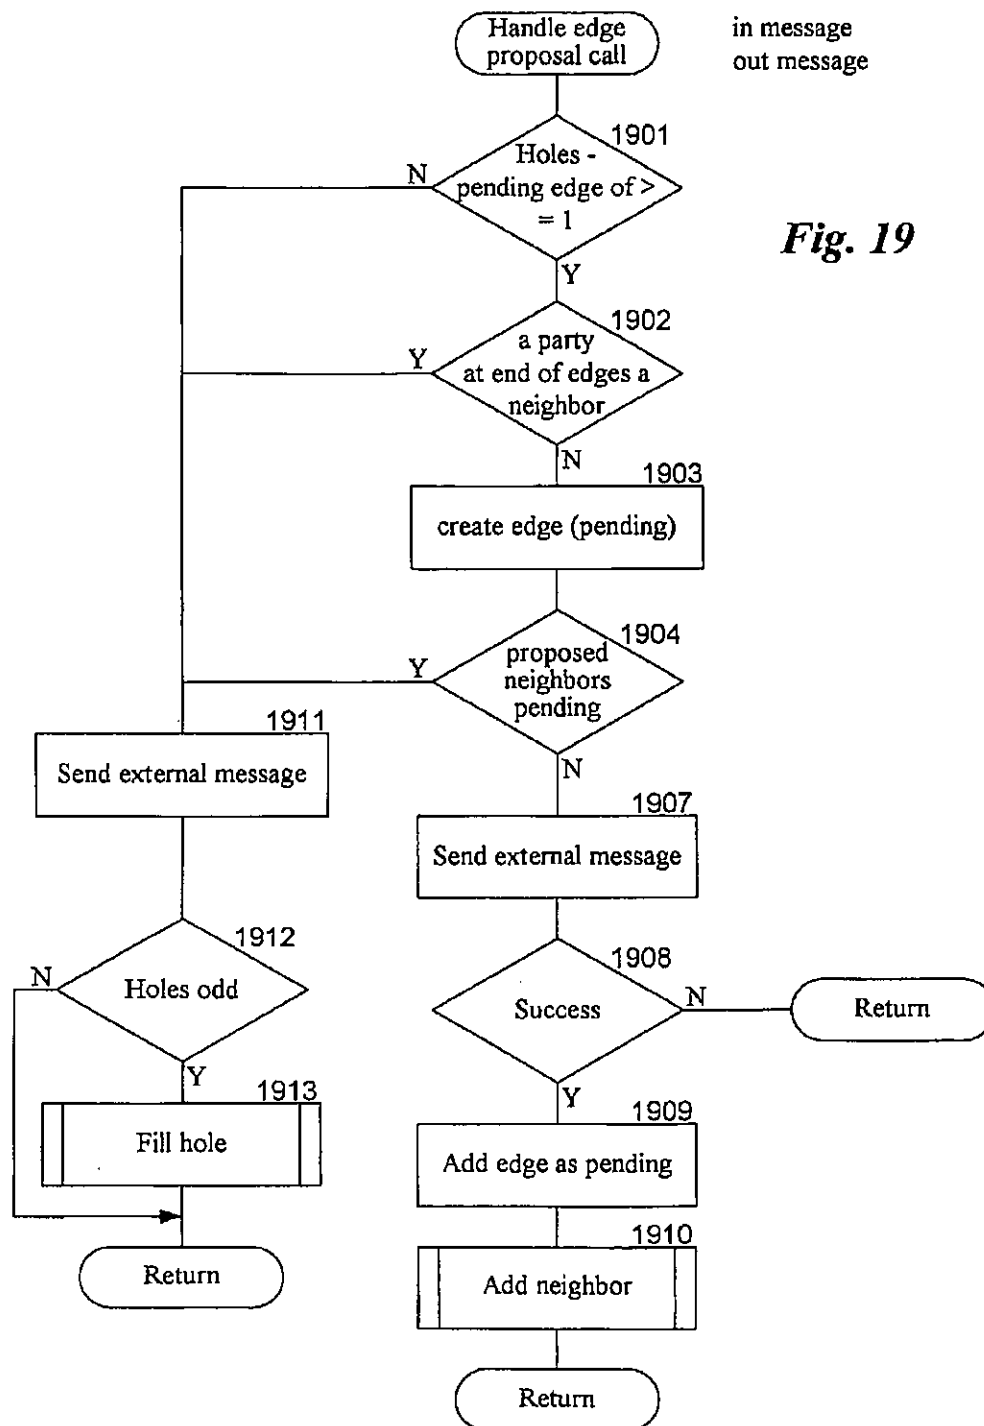 Handle edge
proposal call
in message
out message
1901
Holes -
pending edge of >
= 1
N
Y
Fig. 19
1902
a party
at end of edges a
neighbor
Y
N
1903
create edge (pending)
1904
proposed
neighbors
pending
Y
N
1911
Send external message
1907
Send external message
1912
Holes odd
N
Y
1908
Success
N
Return
Y
1913
Fill hole
1909
Add edge as pending
Return
1910
Add neighbor
Return